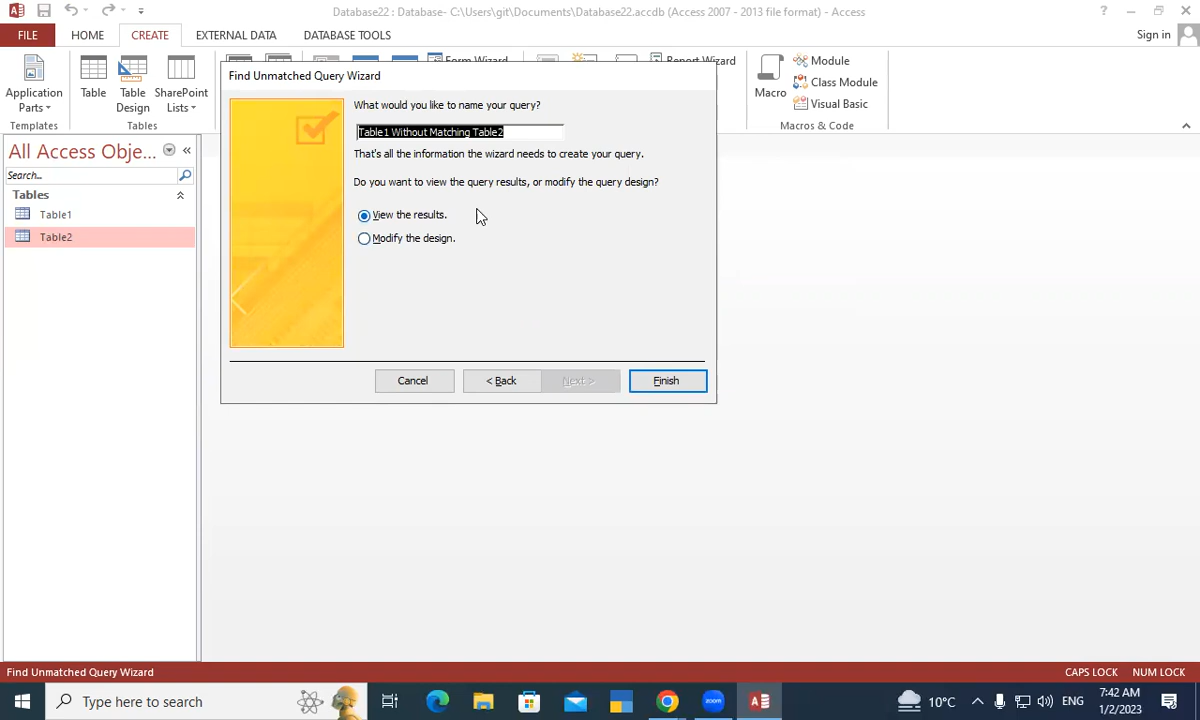 Database22 : Database- C:\Users\git\Documents\Database22.accdb (Access 2007 - 2013 file format) - Access
?
FILE HOME CREATE EXTERNAL DATA DATABASE TOOLS
Sign in
Application Parts
Table
Table Design
SharePoint Lists
Templates
Tables
Form Wizard
Report Wizard
Macro
Module
Class Module
Visual Basic
Macros & Code
All Access Obje... «
Search...
Tables
Table1
Table2
Find Unmatched Query Wizard
What would you like to name your query?
Table1 Without Matching Table2
That's all the information the wizard needs to create your query.
Do you want to view the query results, or modify the query design?
View the results.
Modify the design.
Cancel < Back Next > Finish
Find Unmatched Query Wizard
CAPS LOCK NUM LOCK
Type here to search
zoom
10°C
ENG
7:42 AM
1/2/2023